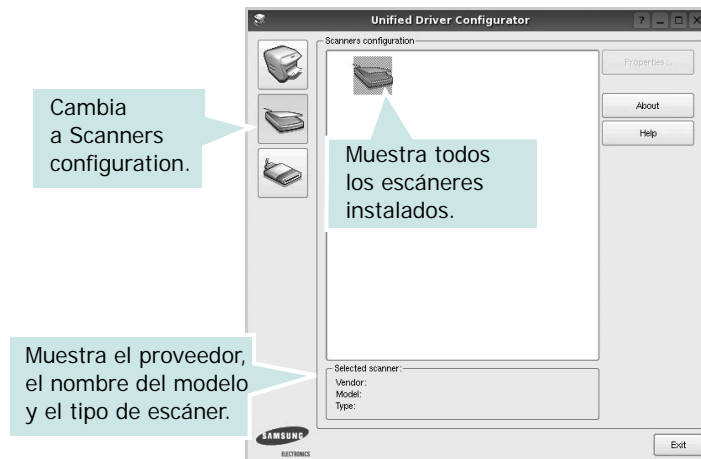 Unified Driver Configurator
Scanners configuration
Properties...
About
Help
Cambia
a Scanners
configuration.
Muestra todos
los escáneres
instalados.
Muestra el proveedor,
el nombre del modelo
y el tipo de escáner.
Selected scanner:
Vendor:
Model:
Type:
SAMSUNG
ELECTRONICS
Exit